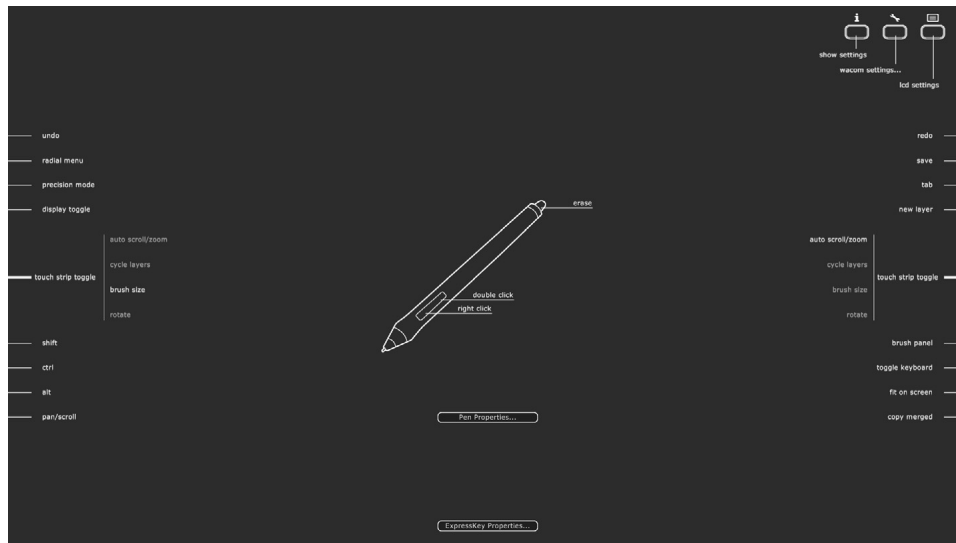 i
show settings
wacom settings...
lcd settings
undo
radial menu
precision mode
display toggle
auto scroll/zoom
cycle layers
touch strip toggle
brush size
rotate
shift
ctrl
alt
pan/scroll
erase
double click
right click
Pen Properties...
ExpressKey Properties...
redo
save
tab
new layer
auto scroll/zoom
cycle layers
touch strip toggle
brush size
rotate
brush panel
toggle keyboard
fit on screen
copy merged